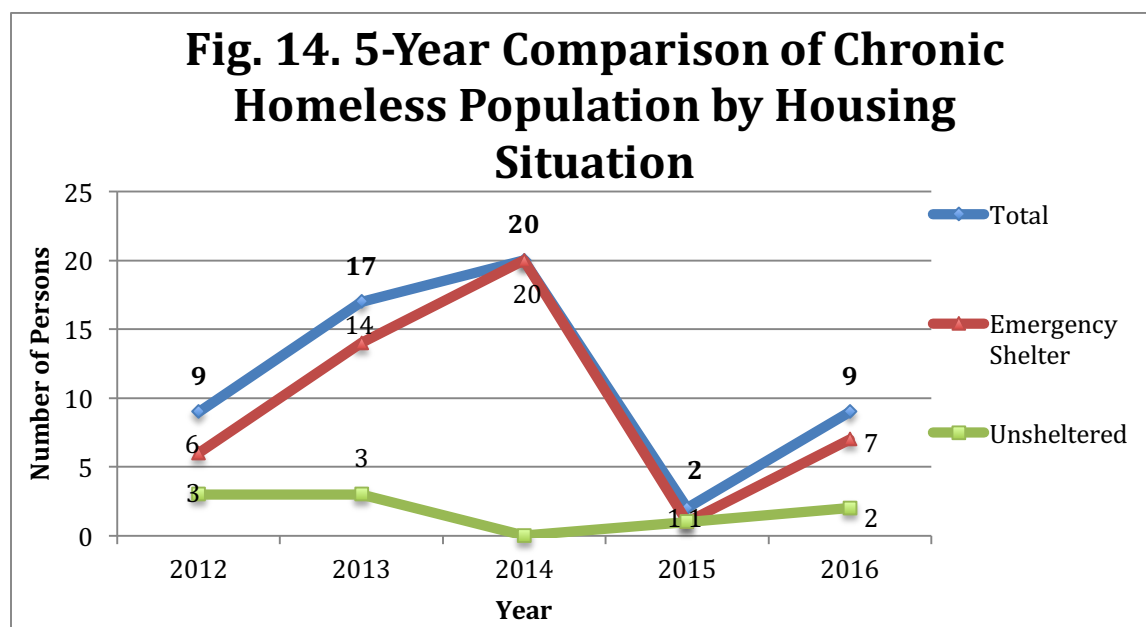 Fig. 14. 5-Year Comparison of Chronic
Homeless Population by Housing
Situation
Number of Persons
25
20
15
10
5
0
9
17
20
2
9
6
14
20
1
7
3
3
1
2
2012
2013
2014
2015
2016
Year
Total
Emergency
Shelter
Unsheltered